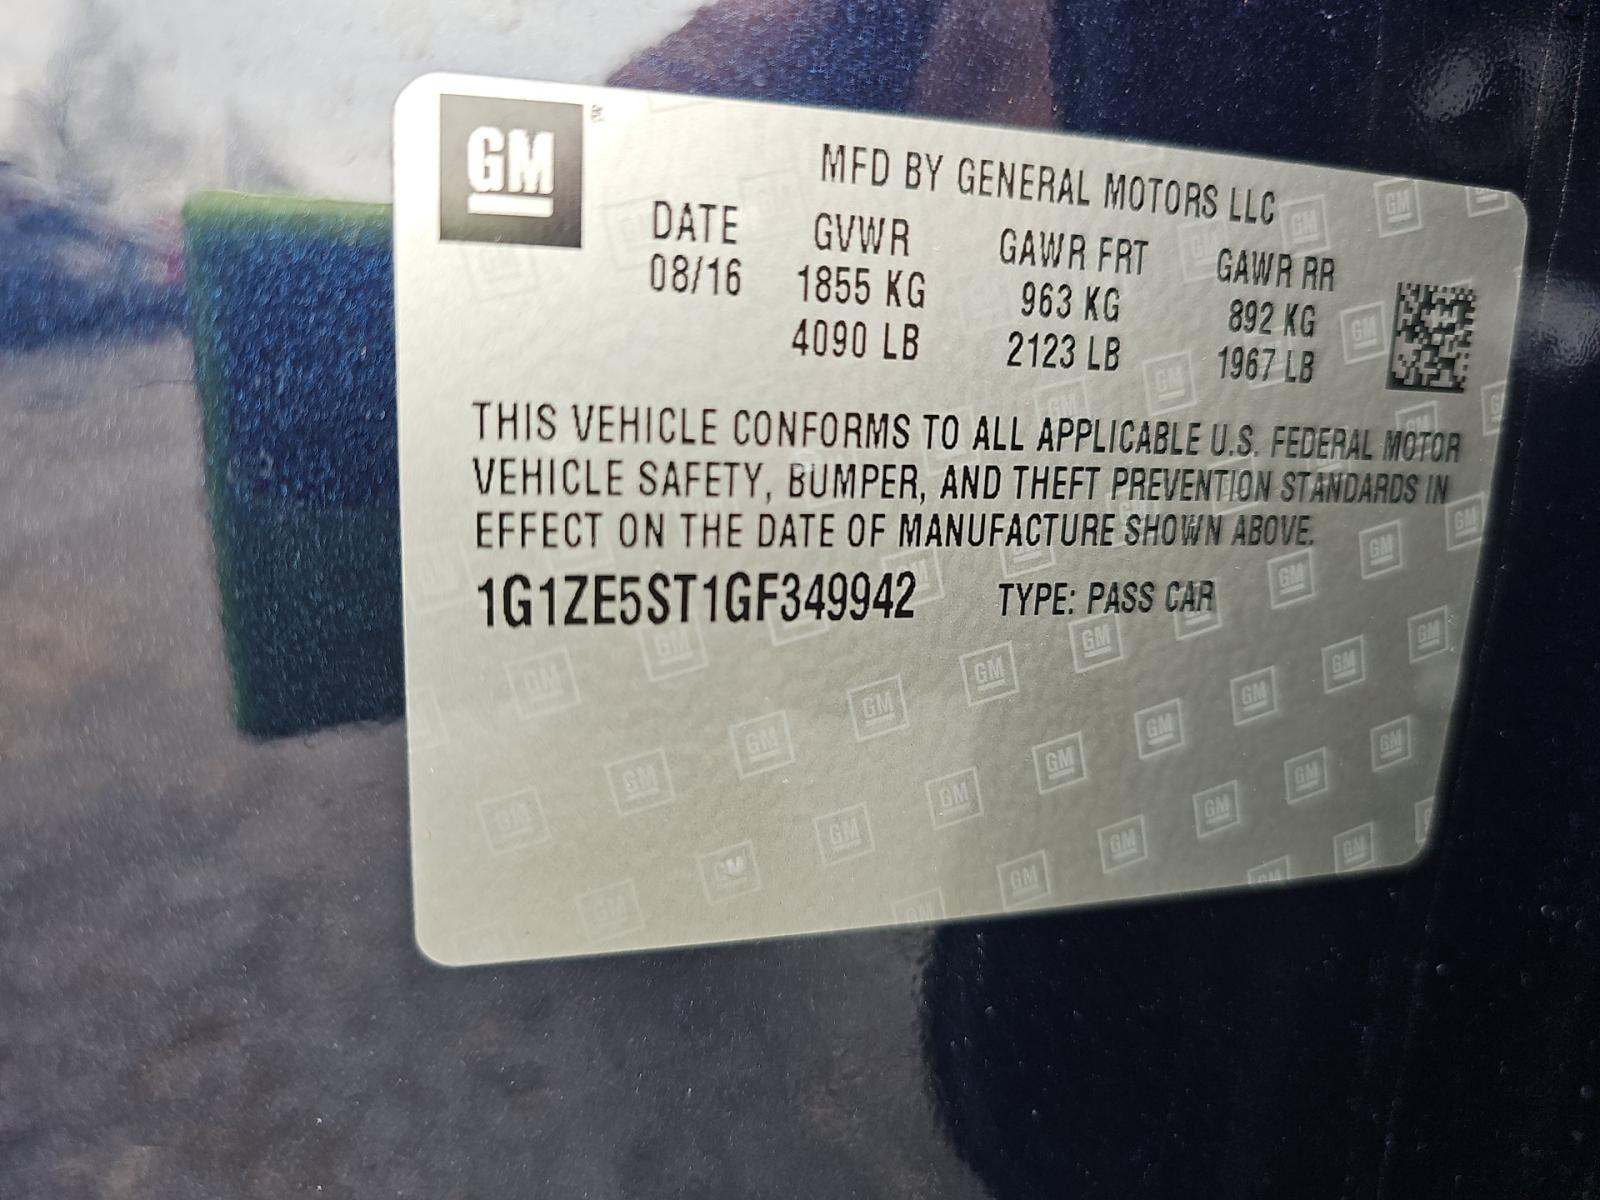 GM
MFD BY GENERAL MOTORS LLC
DATE GVWR GAWR FRT GAWR RR
08/16 1855 KG 963 KG 892 KG
4090 LB 2123 LB 1967 LB
THIS VEHICLE CONFORMS TO ALL APPLICABLE U.S. FEDERAL MOTOR
VEHICLE SAFETY, BUMPER, AND THEFT PREVENTION STANDARDS IN
EFFECT ON THE DATE OF MANUFACTURE SHOWN ABOVE.
1G1ZE5ST1GF349942 TYPE: PASS CAR